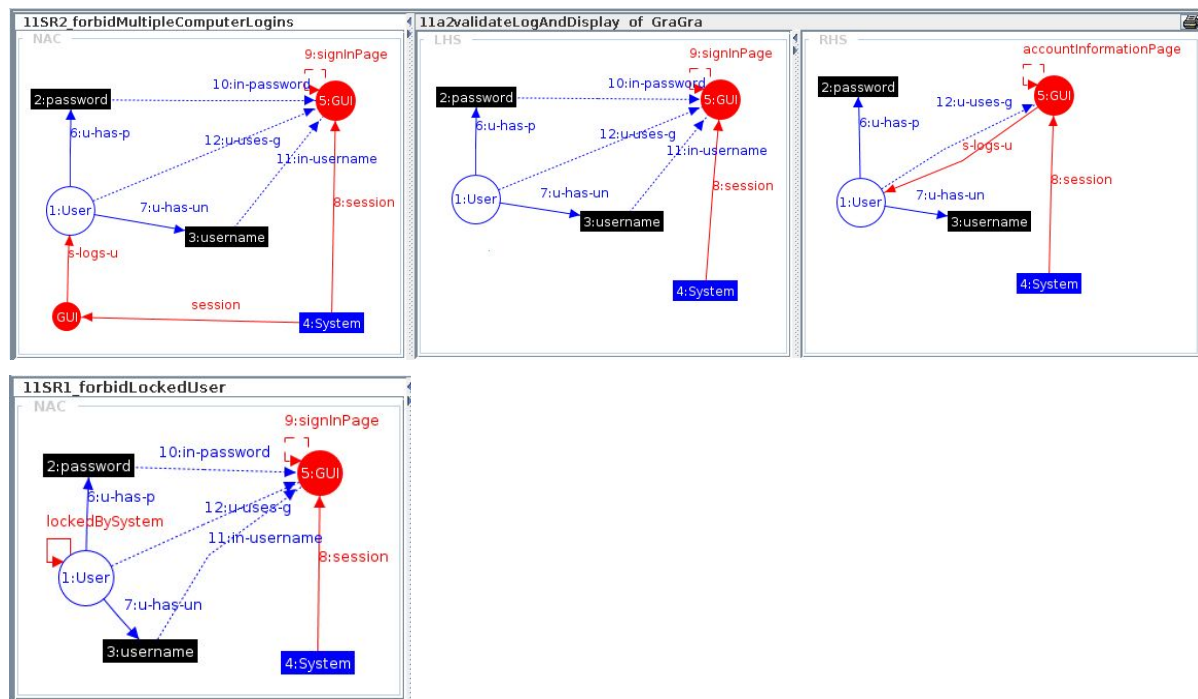 11SR2_forbidMultipleComputerLogins
NAC
9:signInPage
10:in-password
2:password
5:GUI
6:u-has-p
12:u-uses-g
11:in-username
1:User
7:u-has-un
8:session
3:username
s-logs-u
session
GUI
4:System
11a2validateLogAndDisplay of GraGra
LHS
9:signInPage
10:in-password
2:password
5:GUI
6:u-has-p
12:u-uses-g
11:in-username
1:User
7:u-has-un
8:session
3:username
4:System
RHS
accountInformationPage
2:password
5:GUI
12:u-uses-g
6:u-has-p
s-logs-u
1:User
7:u-has-un
8:session
3:username
4:System
11SR1_forbidLockedUser
NAC
9:signInPage
10:in-password
2:password
5:GUI
6:u-has-p
12:u-uses-g
lockedBySystem
11:in-username
8:session
1:User
7:u-has-un
3:username
4:System